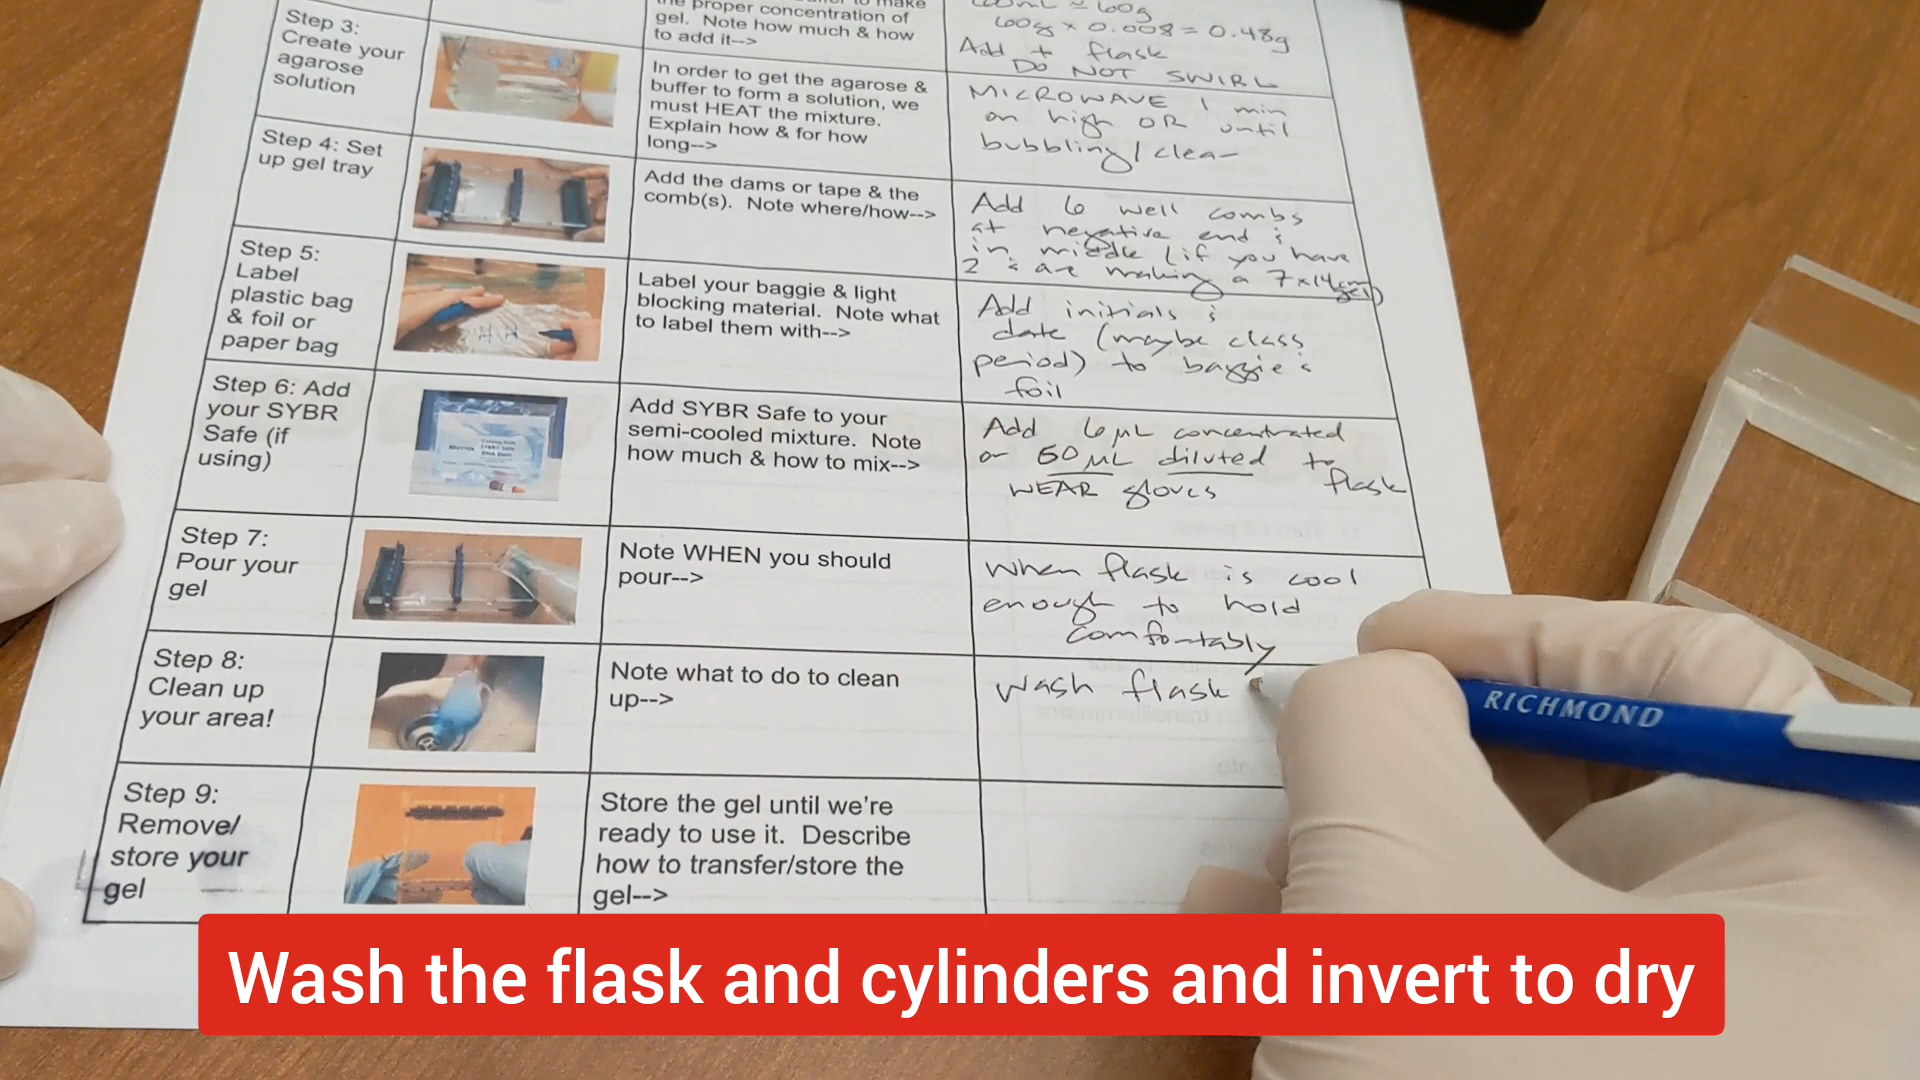 the proper concentration of
gel. Note how much & how
to add it-->
60g x 0.008 = 0.48g
Add to flask
DO NOT SWIRL
Step 3:
Create your
agarose
solution
In order to get the agarose &
buffer to form a solution, we
must HEAT the mixture.
Explain how & for how
long-->
MICROWAVE 1 min
on high OR until
bubbling/clear
Step 4: Set
up gel tray
Add the dams or tape & the
comb(s). Note where/how-->
Add 6 well combs
at negative end &
in middle (if you have
2 & are making a 7x14cm
gel)
Step 5:
Label
plastic bag
& foil or
paper bag
Label your baggie & light
blocking material. Note what
to label them with-->
Add initials &
date (maybe class
period) to baggie &
foil
Step 6: Add
your SYBR
Safe (if
using)
Add SYBR Safe to your
semi-cooled mixture. Note
how much & how to mix-->
Add 6 µL concentrated
or 60 µL diluted to
flask
WEAR gloves
Step 7:
Pour your
gel
Note WHEN you should
pour-->
When flask is cool
enough to hold
comfortably
Step 8:
Clean up
your area!
Note what to do to clean
up-->
Wash flask
Step 9:
Remove/
store your
gel
Store the gel until we're
ready to use it. Describe
how to transfer/store the
gel-->
RICHMOND
Wash the flask and cylinders and invert to dry